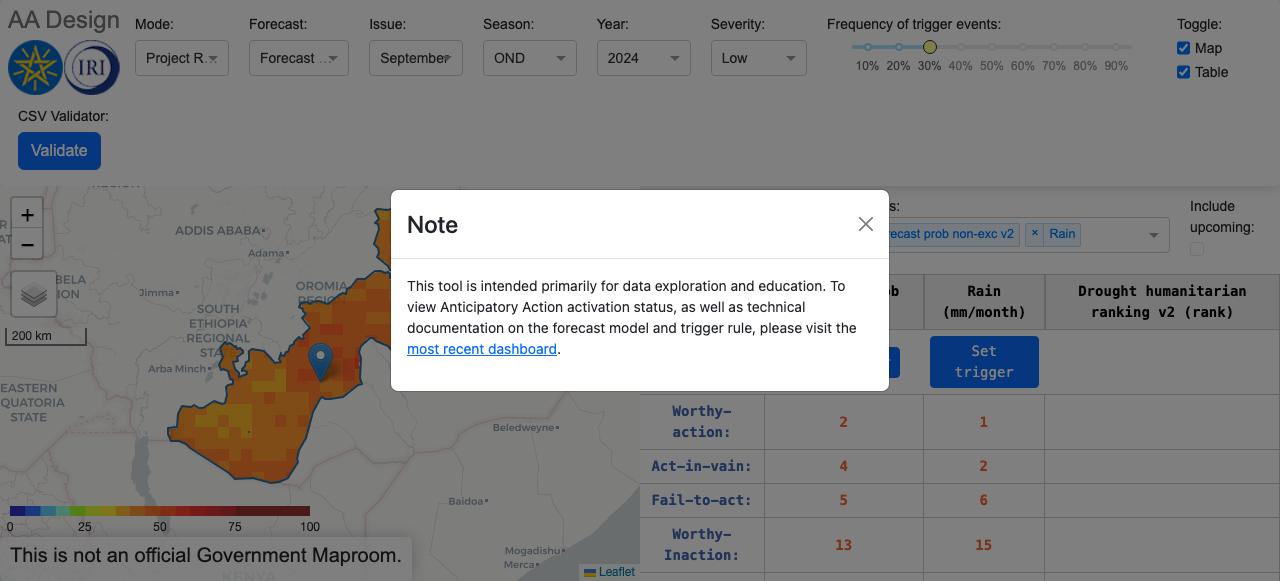 AA Design
IRI
Mode:
Project R...
Forecast:
Forecast ...
Issue:
September
Season:
OND
Year:
2024
Severity:
Low
Frequency of trigger events:
10% 20% 30% 40% 50% 60% 70% 80% 90%
Toggle:
Map
Table
CSV Validator:
Validate
+
−
200 km
ADDIS ABABA
Adama
Jimma
OROMIA
SOUTH
ETHIOPIA
REGIONAL
Arba Minch
EASTERN
EQUATORIA
STATE
Beledweyne
Baidoa
Mogadishu
Merca
KENYA
0 25 50 75 100
This is not an official Government Maproom.
Leaflet
Note
This tool is intended primarily for data exploration and education. To
view Anticipatory Action activation status, as well as technical
documentation on the forecast model and trigger rule, please visit the
most recent dashboard.
s:
ecast prob non-exc v2
× Rain
Include
upcoming:
Rain
(mm/month)
Drought humanitarian
ranking v2 (rank)
Set
trigger
Worthy-
action:
2 1
Act-in-vain: 4 2
Fail-to-act: 5 6
Worthy-
Inaction:
13 15